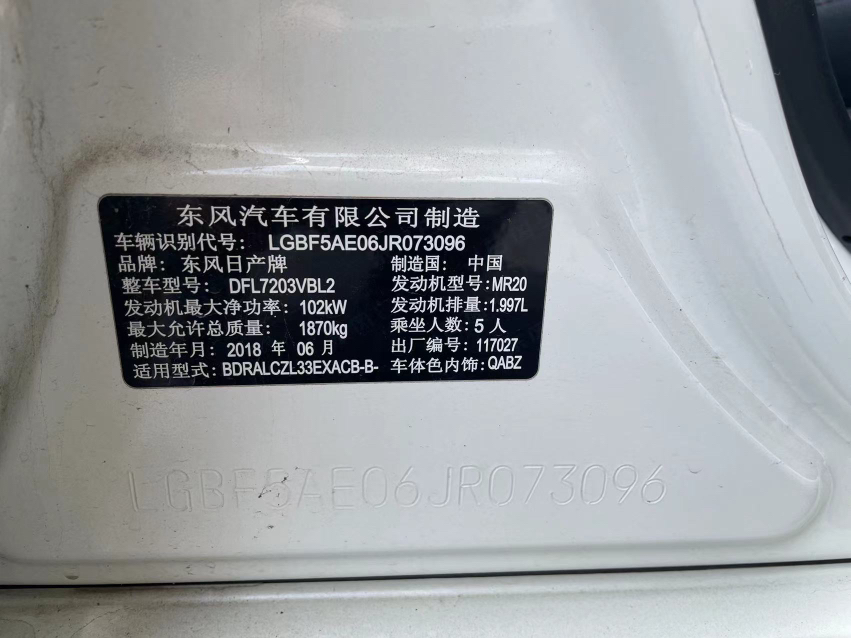 东风汽车有限公司制造
车辆识别代号: LGBF5AE06JR073096
品牌: 东风日产牌 制造国: 中国
整车型号: DFL7203VBL2 发动机型号:MR20
发动机最大净功率: 102kW 发动机排量:1.997L
最大允许总质量: 1870kg 乘坐人数:5人
制造年月:2018 年 06月 出厂编号:117027
适用型式:BDRALCZL33EXACB-B- 车体色内饰:QABZ
LGBF5AE06JR073096